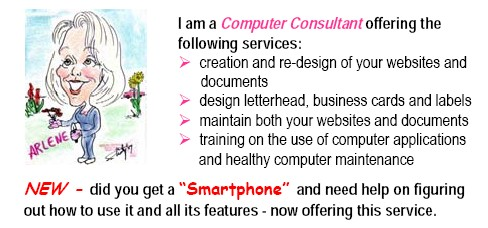 I am a Computer Consultant offering the
following services:
➢ creation and re-design of your websites and
documents
➢ design letterhead, business cards and labels
➢ maintain both your websites and documents
➢ training on the use of computer applications
and healthy computer maintenance
ARLENE
NEW - did you get a “Smartphone” and need help on figuring
out how to use it and all its features - now offering this service.